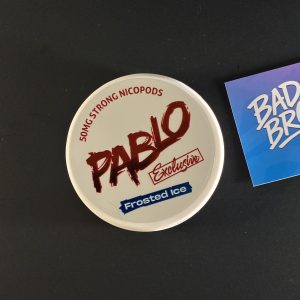 50MG STRONG NICOPODS
PABLO
Exclusive
Frosted Ice
BAD
BRO